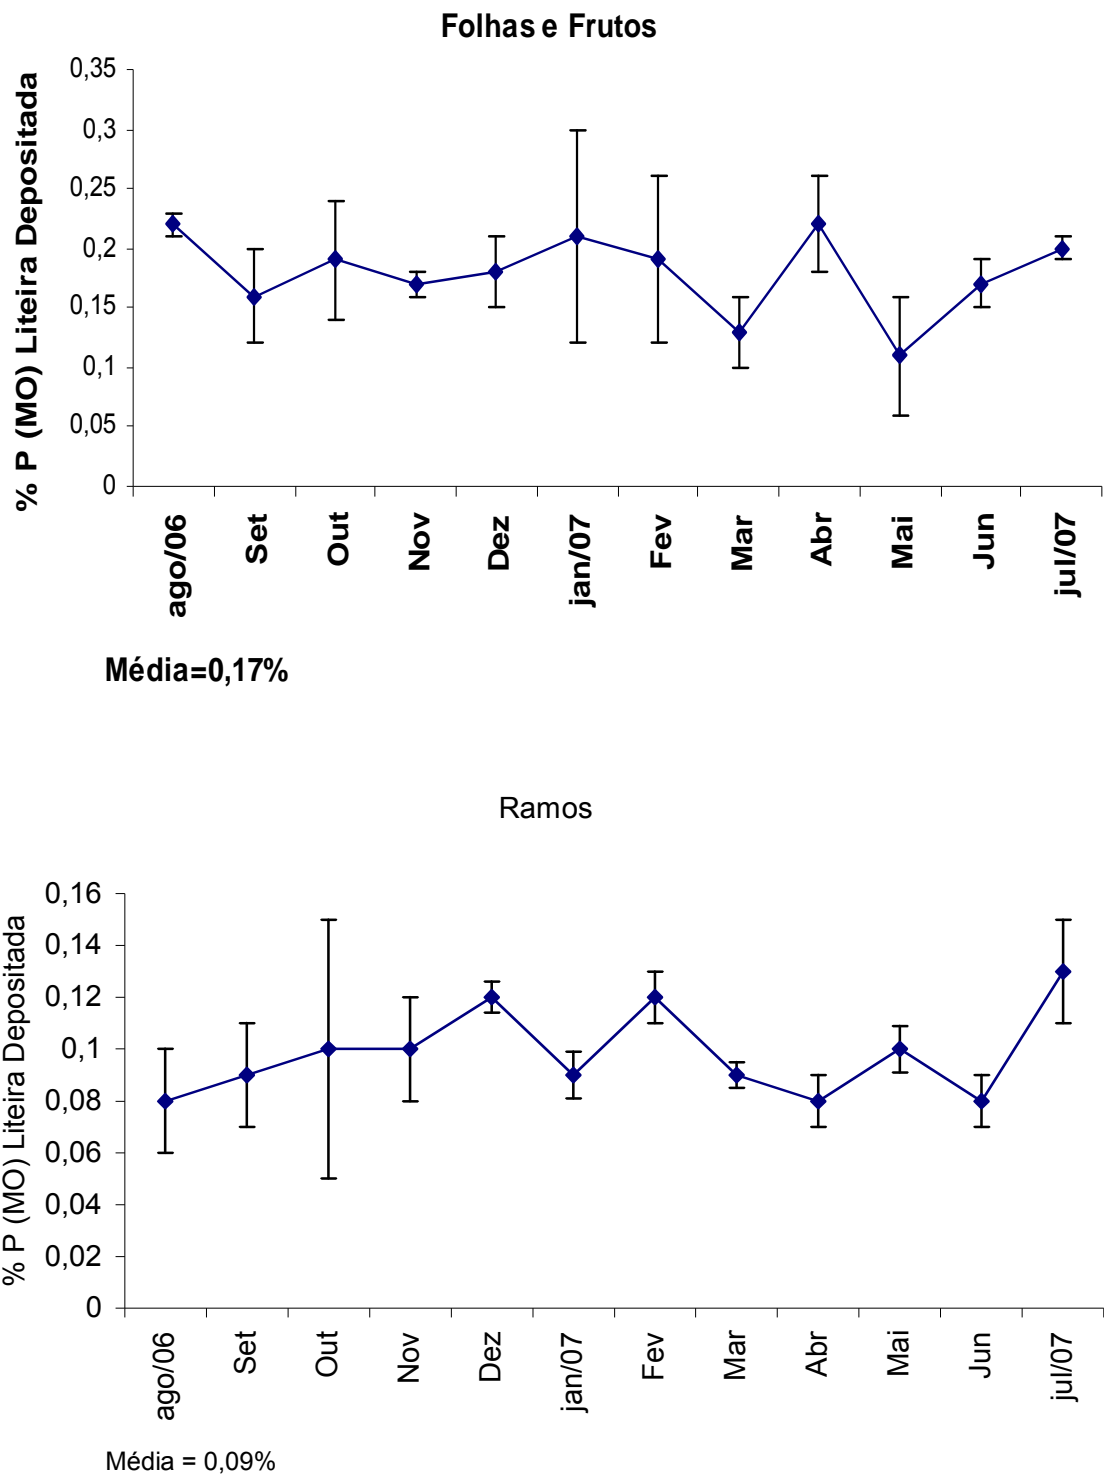 Folhas e Frutos
% P (MO) Liteira Depositada
0,35
0,3
0,25
0,2
0,15
0,1
0,05
0
ago/06
Set
Out
Nov
Dez
jan/07
Fev
Mar
Abr
Mai
Jun
jul/07
Média=0,17%
Ramos
% P (MO) Liteira Depositada
0,16
0,14
0,12
0,1
0,08
0,06
0,04
0,02
0
ago/06
Set
Out
Nov
Dez
jan/07
Fev
Mar
Abr
Mai
Jun
jul/07
Média = 0,09%